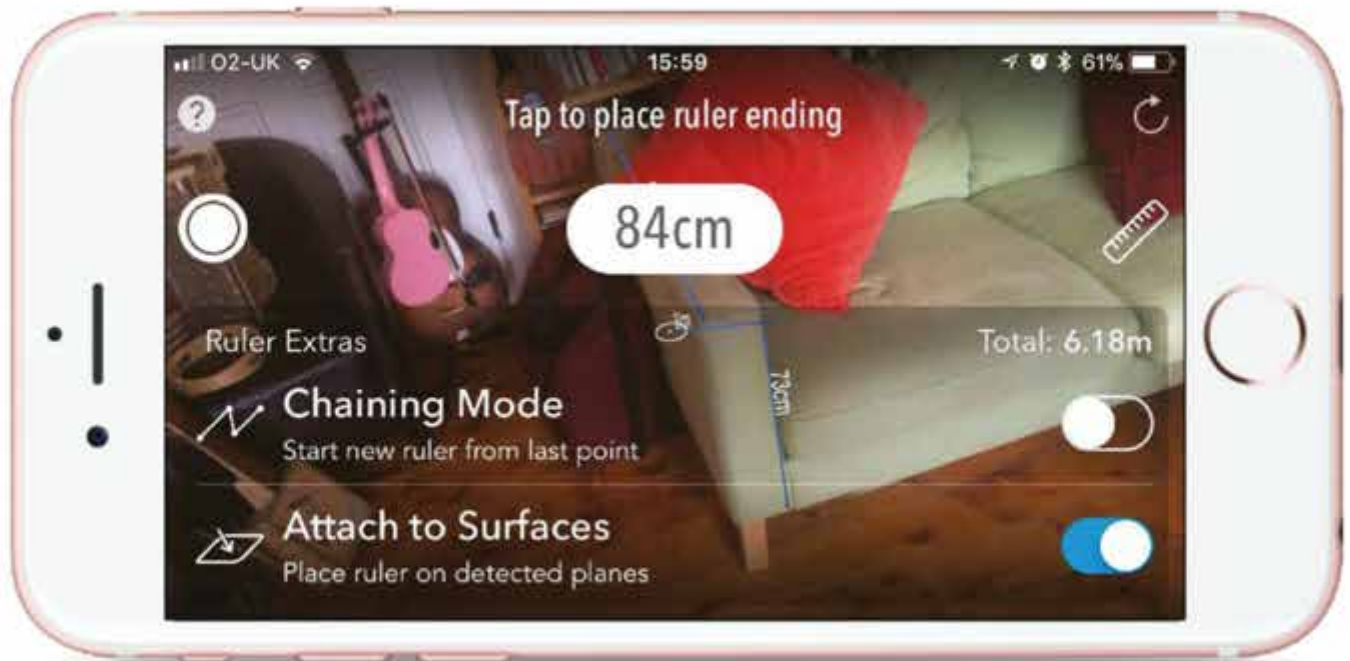 O2-UK
15:59
61%
?
Tap to place ruler ending
84cm
Ruler Extras
Total: 6.18m
73cm
Chaining Mode
Start new ruler from last point
Attach to Surfaces
Place ruler on detected planes